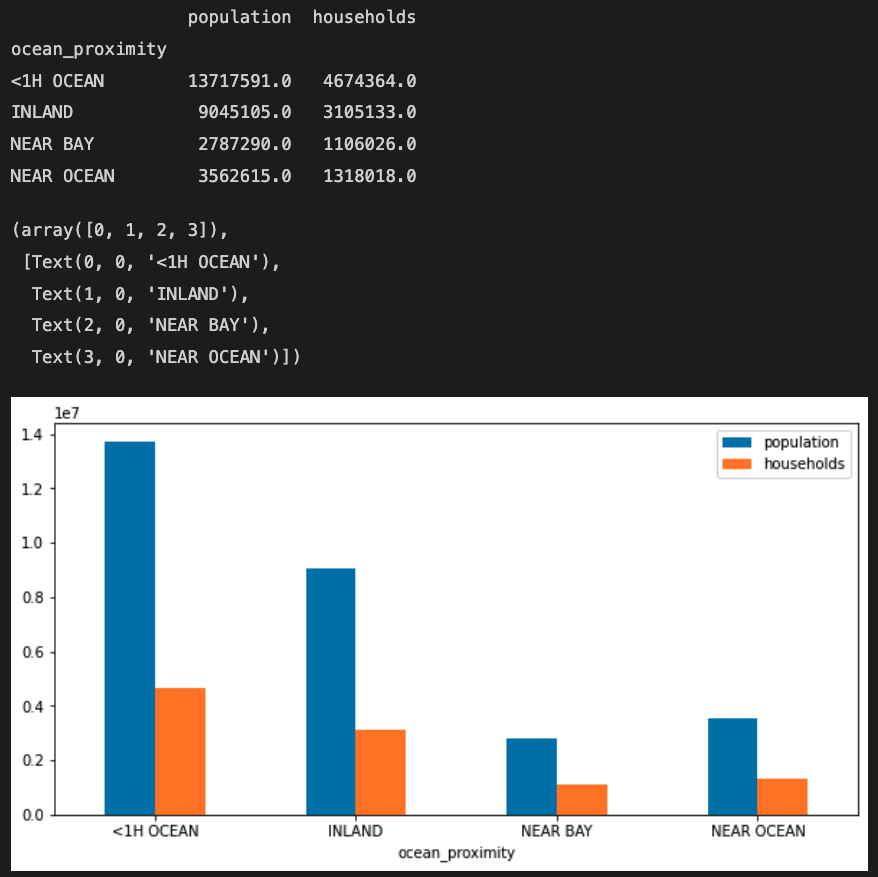 population households
ocean_proximity
<1H OCEAN 13717591.0 4674364.0
INLAND 9045105.0 3105133.0
NEAR BAY 2787290.0 1106026.0
NEAR OCEAN 3562615.0 1318018.0
(array([0, 1, 2, 3]),
[Text(0, 0, '<1H OCEAN'),
Text(1, 0, 'INLAND'),
Text(2, 0, 'NEAR BAY'),
Text(3, 0, 'NEAR OCEAN')])
1e7
1.4
1.2
1.0
0.8
0.6
0.4
0.2
0.0
population
households
<1H OCEAN INLAND NEAR BAY NEAR OCEAN
ocean_proximity